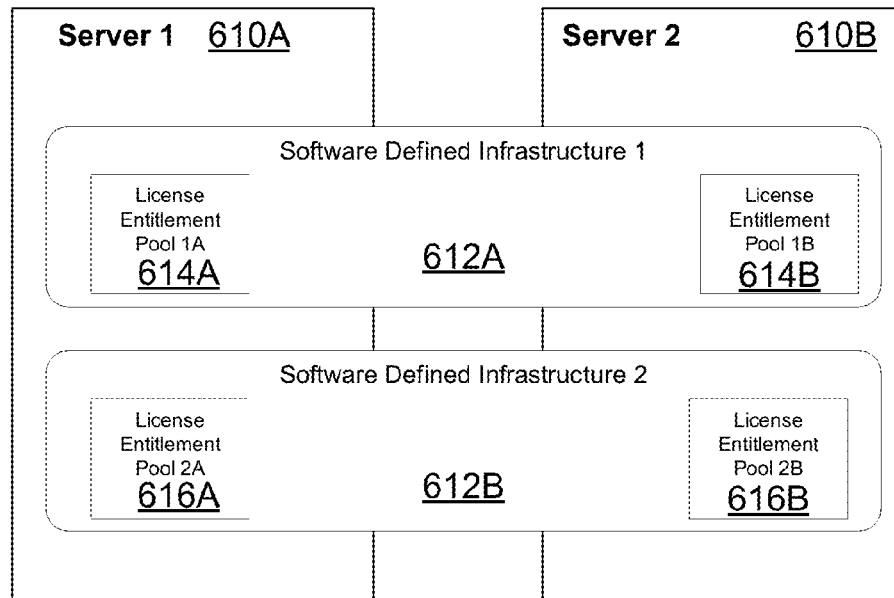 Server 1 610A
Server 2 610B
Software Defined Infrastructure 1
License
Entitlement
Pool 1A
614A
612A
License
Entitlement
Pool 1B
614B
Software Defined Infrastructure 2
License
Entitlement
Pool 2A
616A
612B
License
Entitlement
Pool 2B
616B